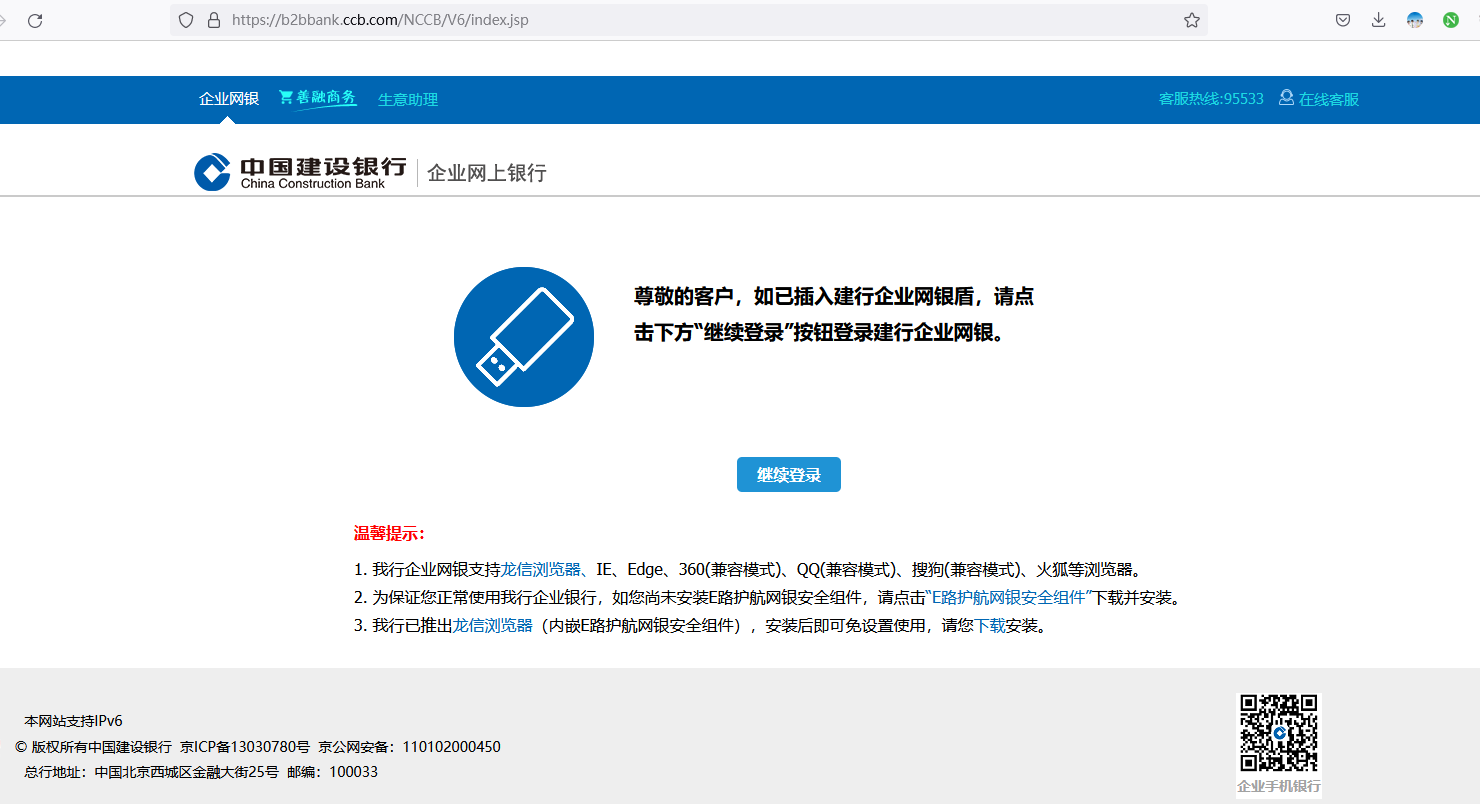 https://b2bbank.ccb.com/NCCB/V6/index.jsp
企业网银 善融商务 生意助理 客服热线:95533 在线客服
中国建设银行 企业网上银行
China Construction Bank
尊敬的客户，如已插入建行企业网银盾，请点
击下方“继续登录”按钮登录建行企业网银。
继续登录
温馨提示：
1. 我行企业网银支持龙信浏览器、IE、Edge、360(兼容模式)、QQ(兼容模式)、搜狗(兼容模式)、火狐等浏览器。
2. 为保证您正常使用我行企业银行，如您尚未安装E路护航网银安全组件，请点击“E路护航网银安全组件”下载并安装。
3. 我行已推出龙信浏览器（内嵌E路护航网银安全组件），安装后即可免设置使用，请您下载安装。
本网站支持IPv6
© 版权所有中国建设银行 京ICP备13030780号 京公网安备：110102000450
总行地址：中国北京西城区金融大街25号 邮编：100033
企业手机银行